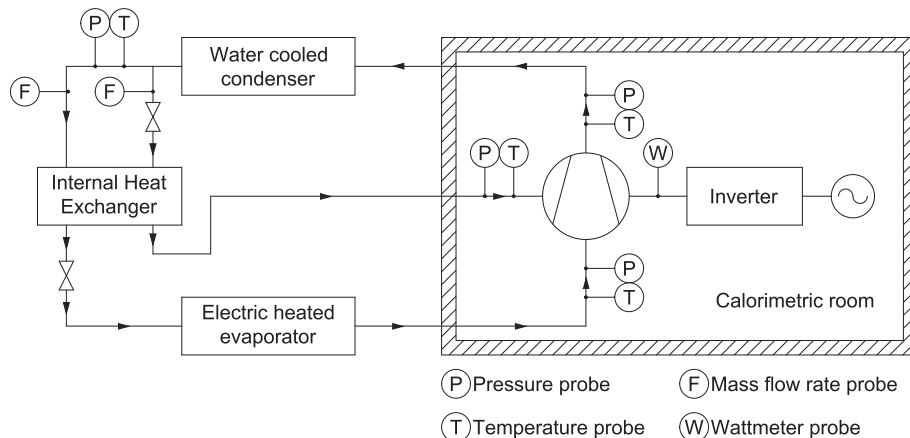 P T
Water cooled
condenser
F F
P
T
P T
W
Internal Heat
Exchanger
Inverter
P
T
Electric heated
evaporator
Calorimetric room
P Pressure probe
F Mass flow rate probe
T Temperature probe
W Wattmeter probe